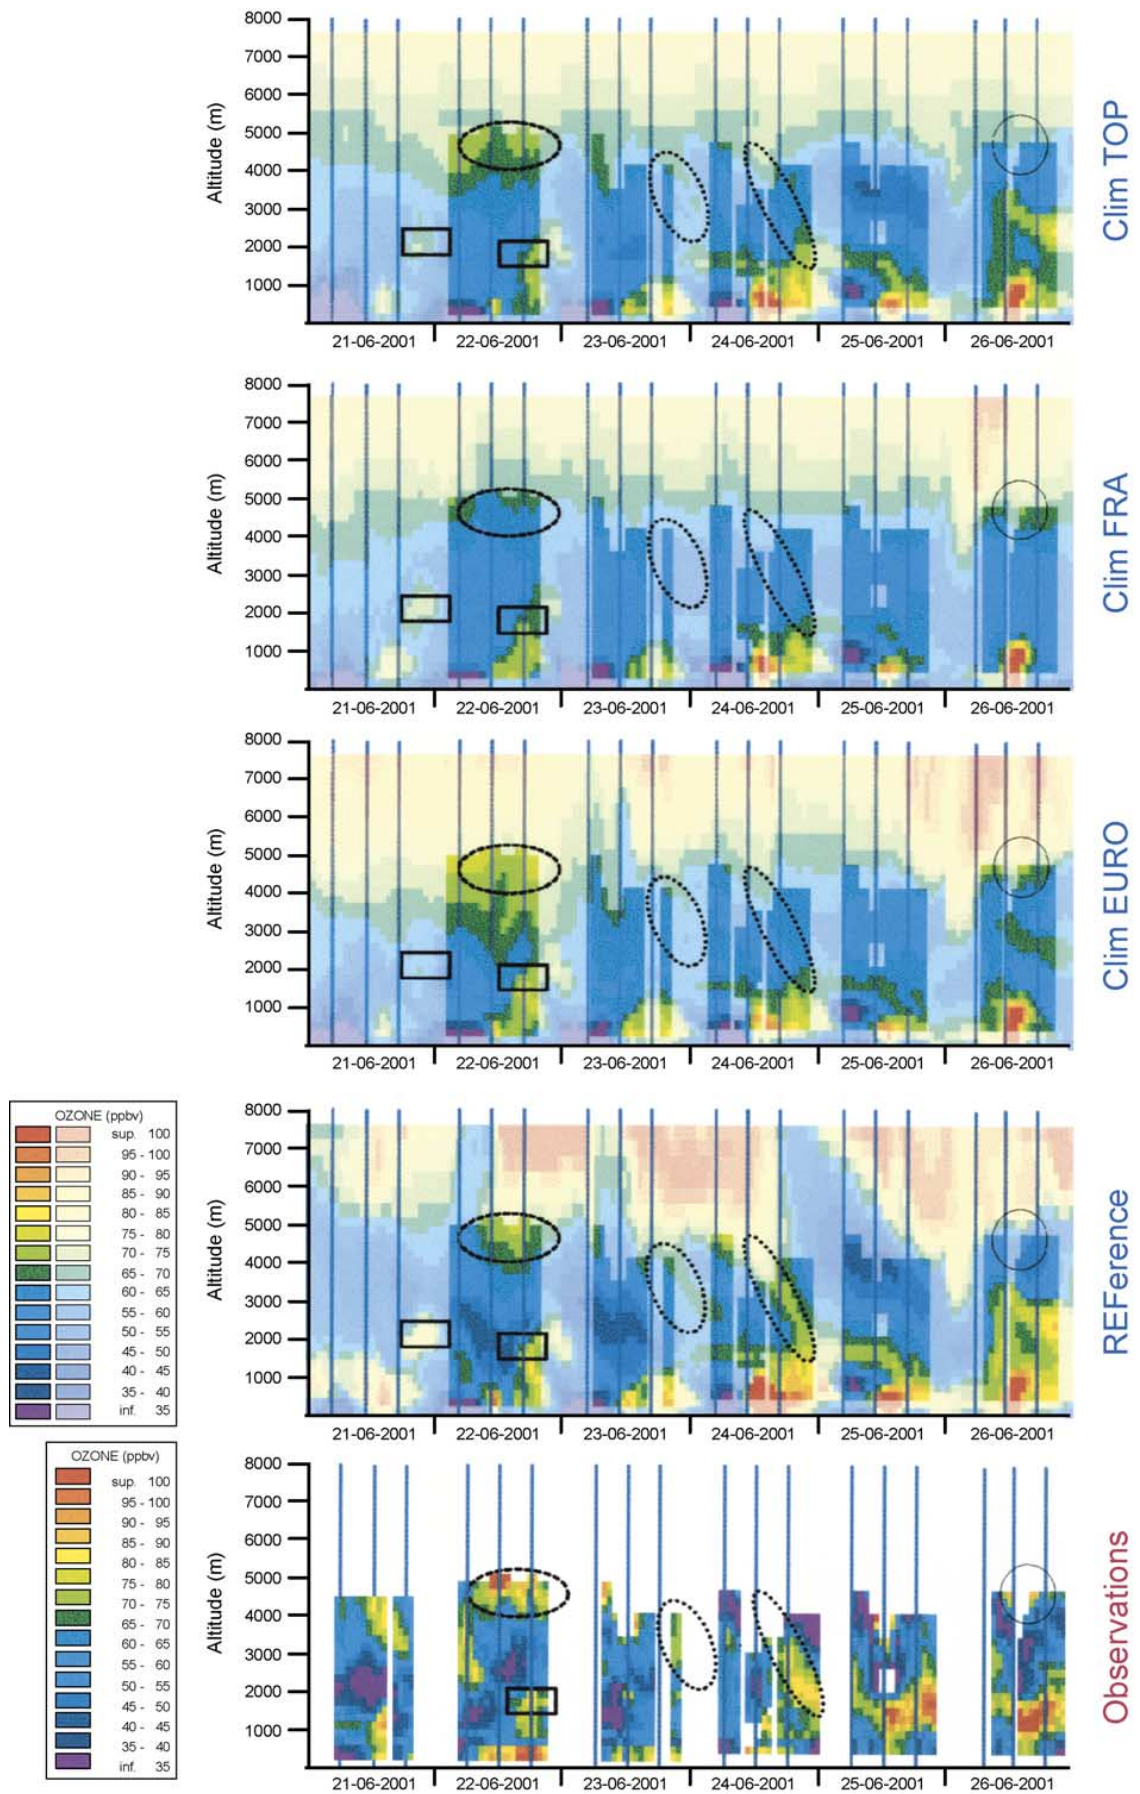 8000
7000
6000
5000
4000
3000
2000
1000
Altitude (m)
21-06-2001 22-06-2001 23-06-2001 24-06-2001 25-06-2001 26-06-2001
Clim TOP
8000
7000
6000
5000
4000
3000
2000
1000
Altitude (m)
21-06-2001 22-06-2001 23-06-2001 24-06-2001 25-06-2001 26-06-2001
Clim FRA
8000
7000
6000
5000
4000
3000
2000
1000
Altitude (m)
21-06-2001 22-06-2001 23-06-2001 24-06-2001 25-06-2001 26-06-2001
Clim EURO
OZONE (ppbv)
sup. 100
95 - 100
90 - 95
85 - 90
80 - 85
75 - 80
70 - 75
65 - 70
60 - 65
55 - 60
50 - 55
45 - 50
40 - 45
35 - 40
inf. 35
8000
7000
6000
5000
4000
3000
2000
1000
Altitude (m)
21-06-2001 22-06-2001 23-06-2001 24-06-2001 25-06-2001 26-06-2001
REFerence
OZONE (ppbv)
sup. 100
95 - 100
90 - 95
85 - 90
80 - 85
75 - 80
70 - 75
65 - 70
60 - 65
55 - 60
50 - 55
45 - 50
40 - 45
35 - 40
inf. 35
8000
7000
6000
5000
4000
3000
2000
1000
Altitude (m)
21-06-2001 22-06-2001 23-06-2001 24-06-2001 25-06-2001 26-06-2001
Observations